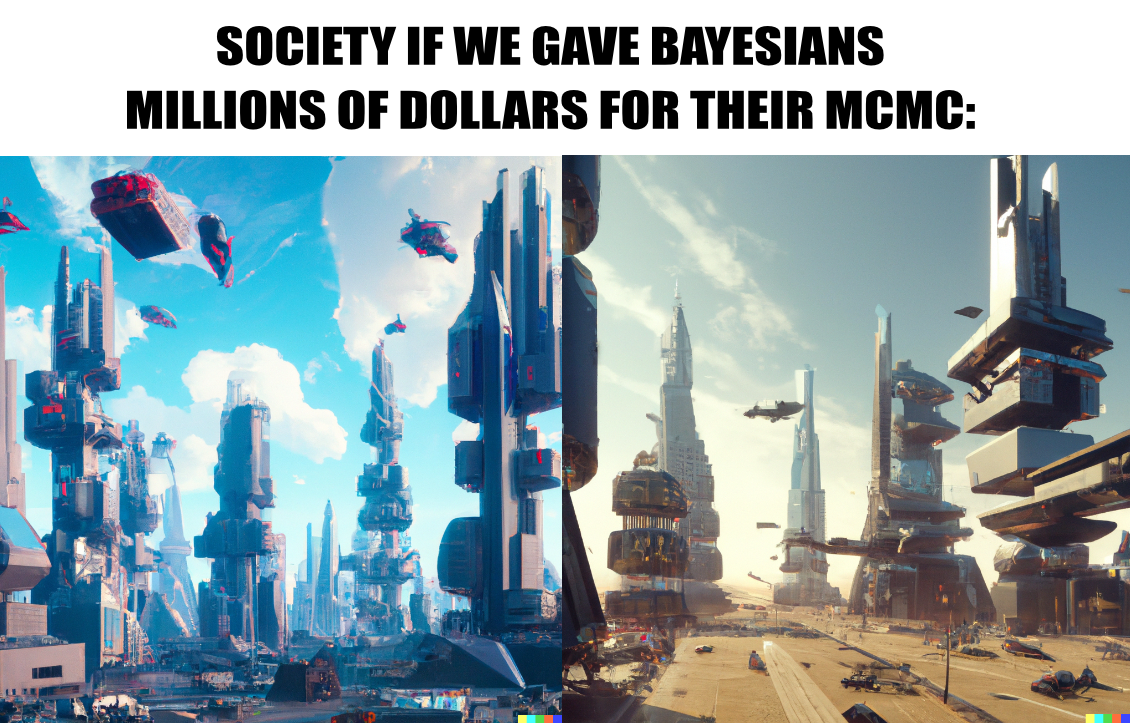 SOCIETY IF WE GAVE BAYESIANS
MILLIONS OF DOLLARS FOR THEIR MCMC: